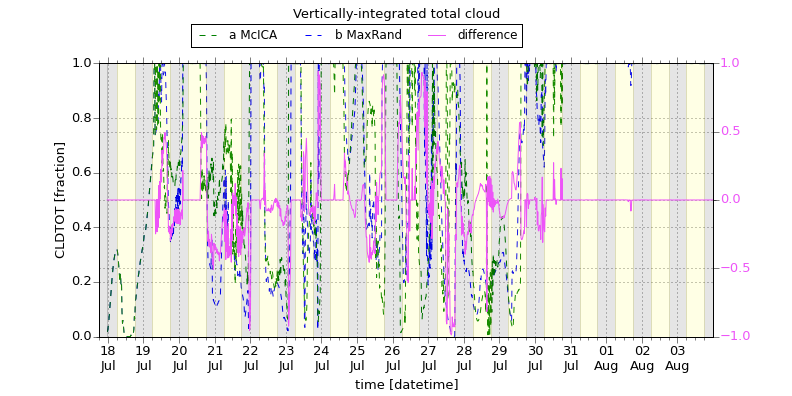 Vertically-integrated total cloud
a McICA b MaxRand difference
1.0 1.0
0.8 0.5
0.6 0.0
0.4 −0.5
0.2 −1.0
0.0
CLDTOT [fraction]
18 19 20 21 22 23 24 25 26 27 28 29 30 31 01 02 03
Jul Jul Jul Jul Jul Jul Jul Jul Jul Jul Jul Jul Jul Jul Aug Aug Aug
time [datetime]